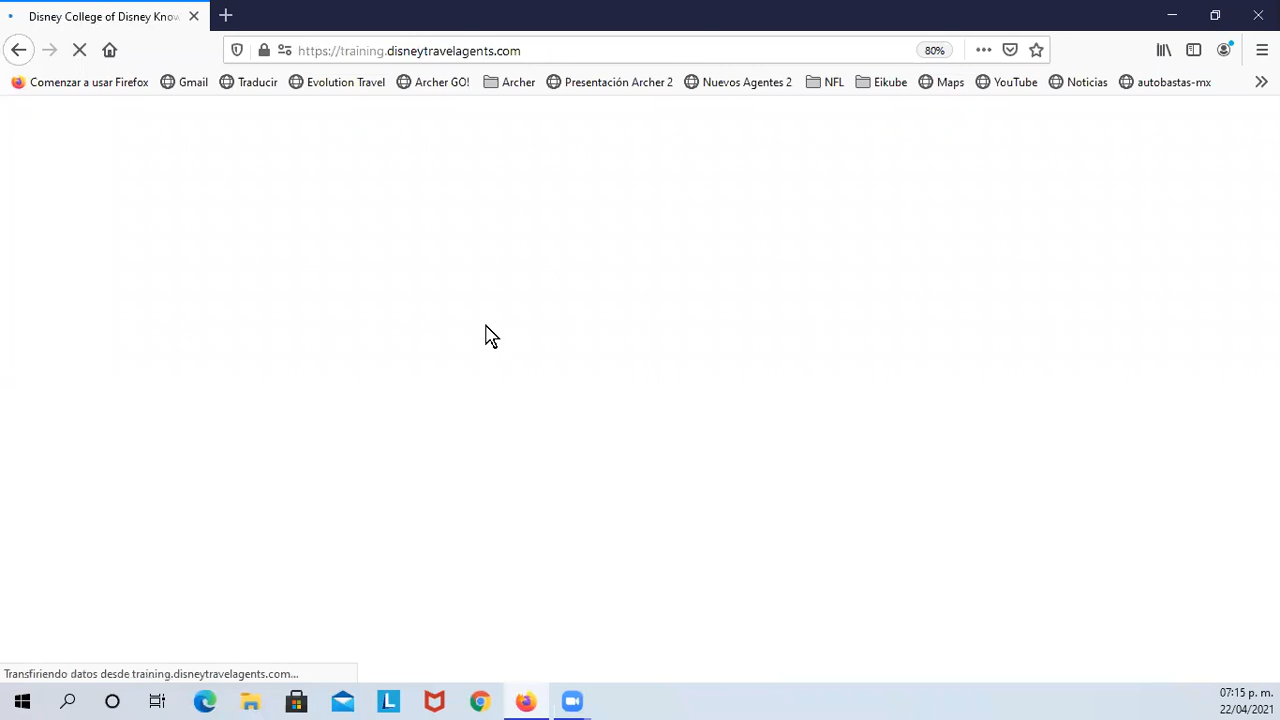 Disney College of Disney Know
https://training.disneytravelagents.com
80%
Comenzar a usar Firefox
Gmail
Traducir
Evolution Travel
Archer GO!
Archer
Presentación Archer 2
Nuevos Agentes 2
NFL
Eikube
Maps
YouTube
Noticias
autobastas-mx
Transfiriendo datos desde training.disneytravelagents.com...
L
07:15 p. m.
22/04/2021